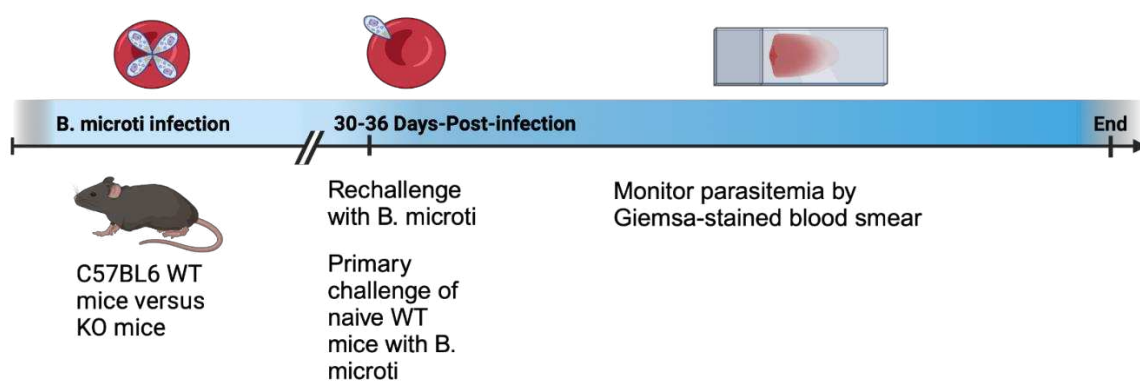 B. microti infection
30-36 Days-Post-infection
End
C57BL6 WT
mice versus
KO mice
Rechallenge
with B. microti
Primary
challenge of
naive WT
mice with B.
microti
Monitor parasitemia by
Giemsa-stained blood smear